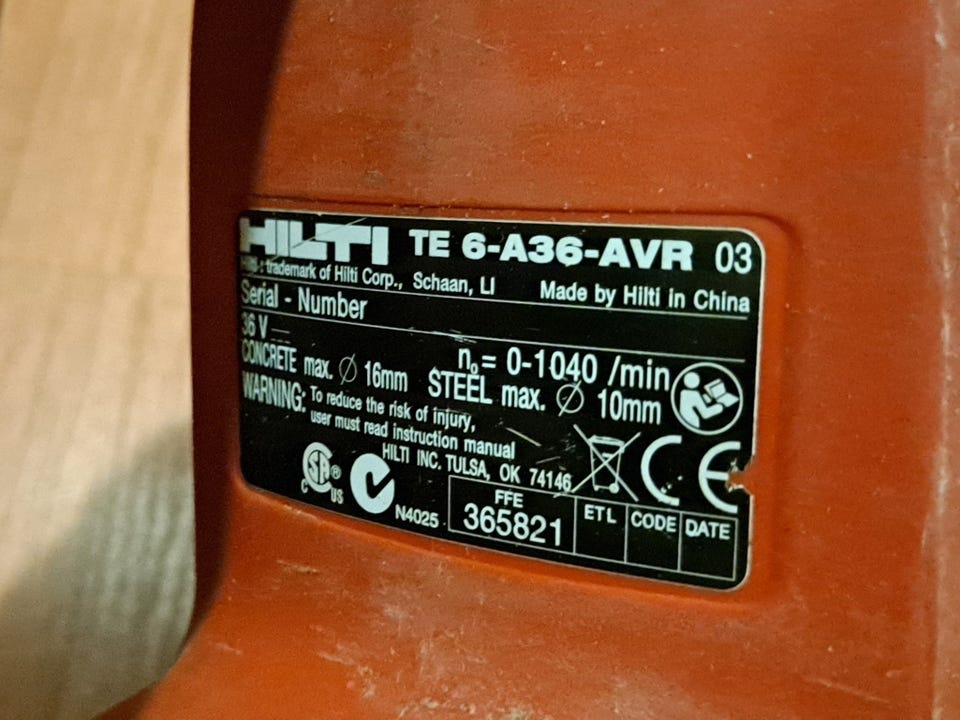 HILTI TE 6-A36-AVR 03
Hilti : trademark of Hilti Corp., Schaan, LI Made by Hilti in China
Serial - Number
36 V ⎓ n₀ = 0-1040 /min
CONCRETE max. Ø 16mm STEEL max. Ø 10mm
WARNING: To reduce the risk of injury,
user must read instruction manual
HILTI INC. TULSA, OK 74146
CSA ® C US N4025 CE
FFE ETL CODE DATE
365821